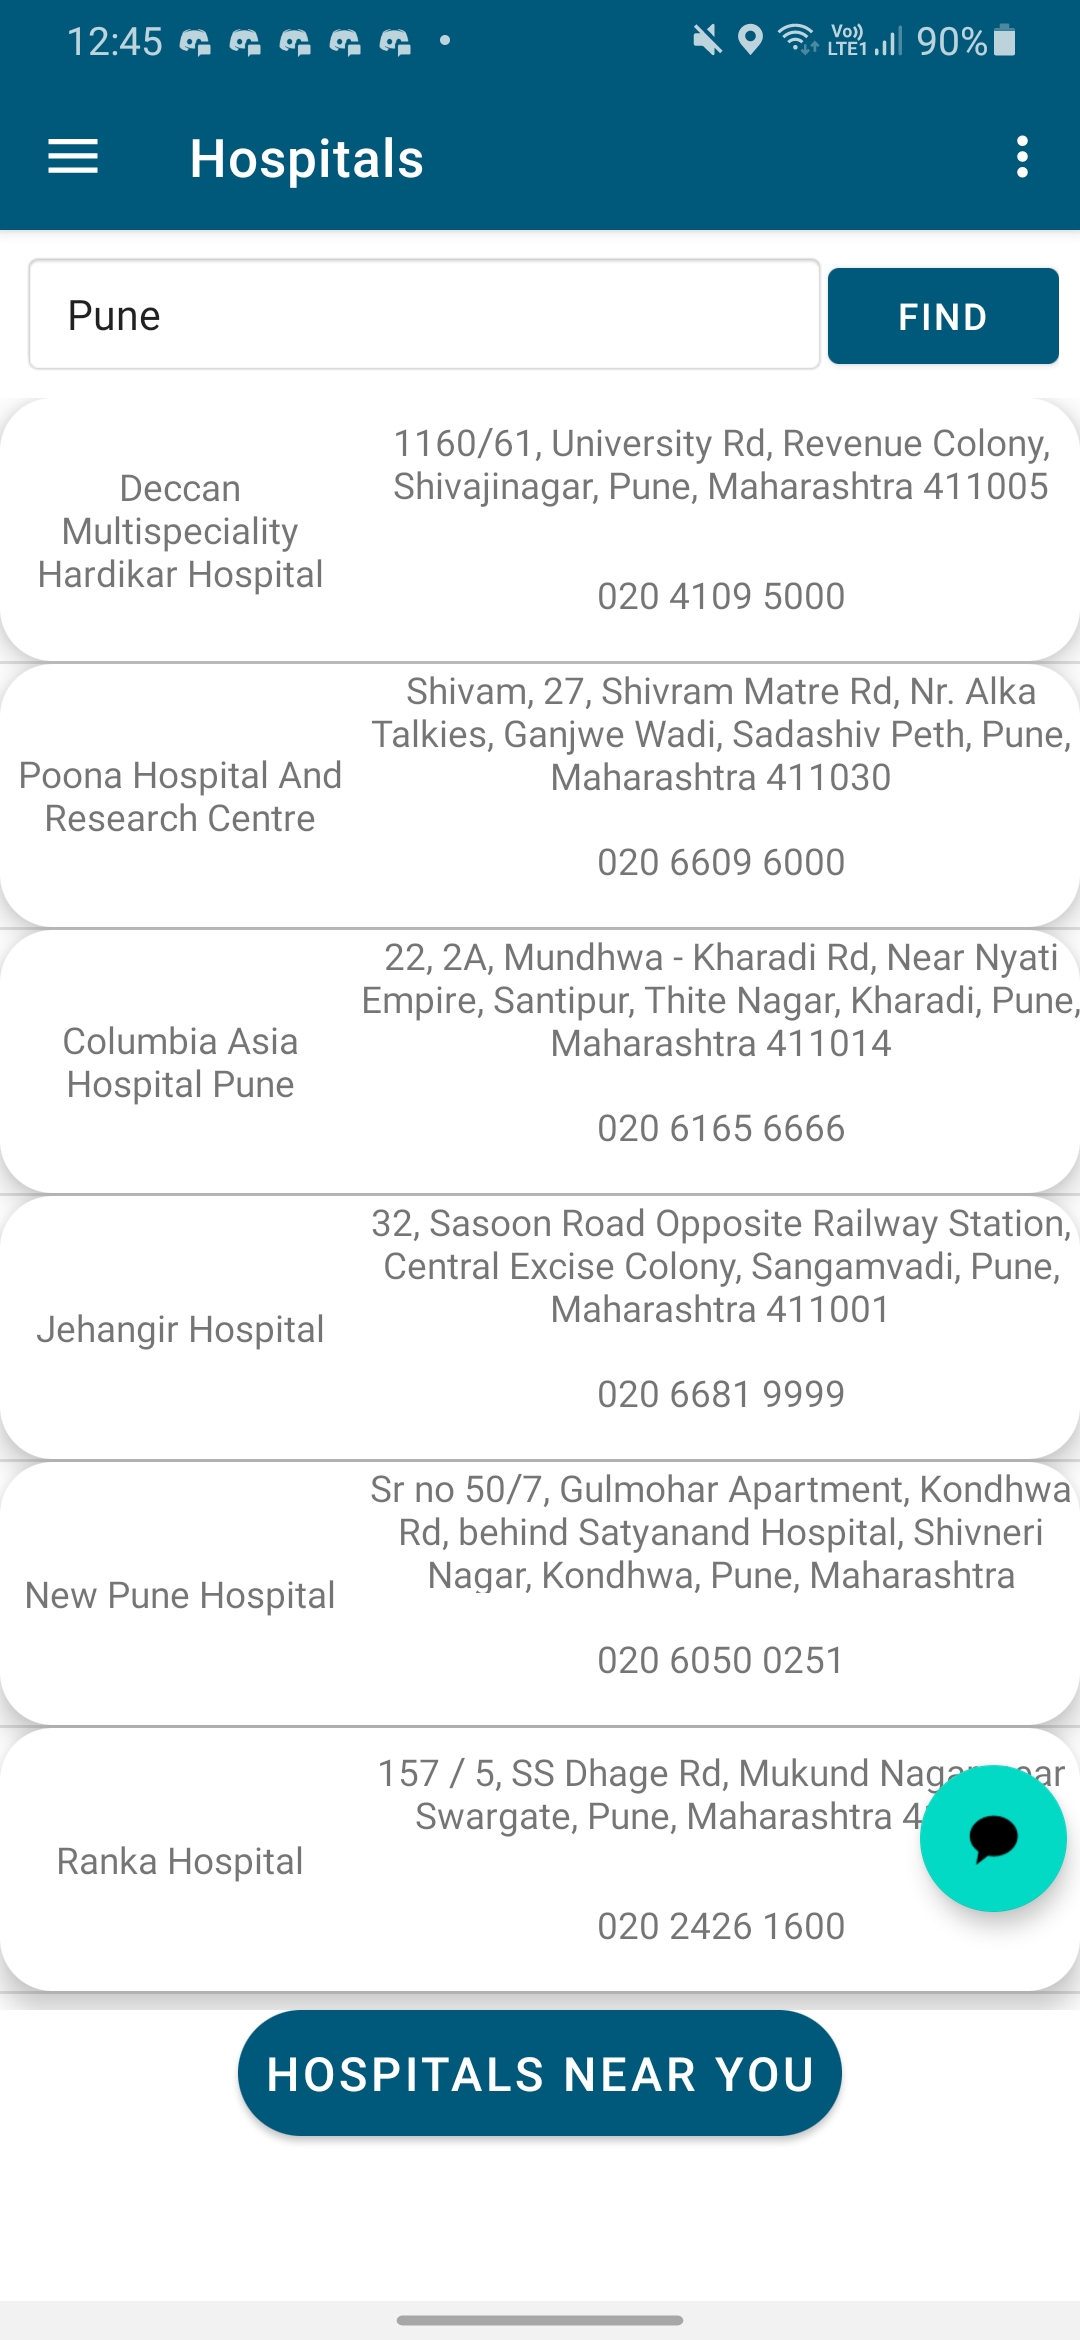 12:45
Vo))
LTE1
90%
Hospitals
Pune
FIND
Deccan
Multispeciality
Hardikar Hospital
1160/61, University Rd, Revenue Colony,
Shivajinagar, Pune, Maharashtra 411005
020 4109 5000
Poona Hospital And
Research Centre
Shivam, 27, Shivram Matre Rd, Nr. Alka
Talkies, Ganjwe Wadi, Sadashiv Peth, Pune,
Maharashtra 411030
020 6609 6000
Columbia Asia
Hospital Pune
22, 2A, Mundhwa - Kharadi Rd, Near Nyati
Empire, Santipur, Thite Nagar, Kharadi, Pune,
Maharashtra 411014
020 6165 6666
Jehangir Hospital
32, Sasoon Road Opposite Railway Station,
Central Excise Colony, Sangamvadi, Pune,
Maharashtra 411001
020 6681 9999
New Pune Hospital
Sr no 50/7, Gulmohar Apartment, Kondhwa
Rd, behind Satyanand Hospital, Shivneri
Nagar, Kondhwa, Pune, Maharashtra
020 6050 0251
Ranka Hospital
157 / 5, SS Dhage Rd, Mukund
Swargate, Pune, Maharashtra
020 2426 1600
HOSPITALS NEAR YOU